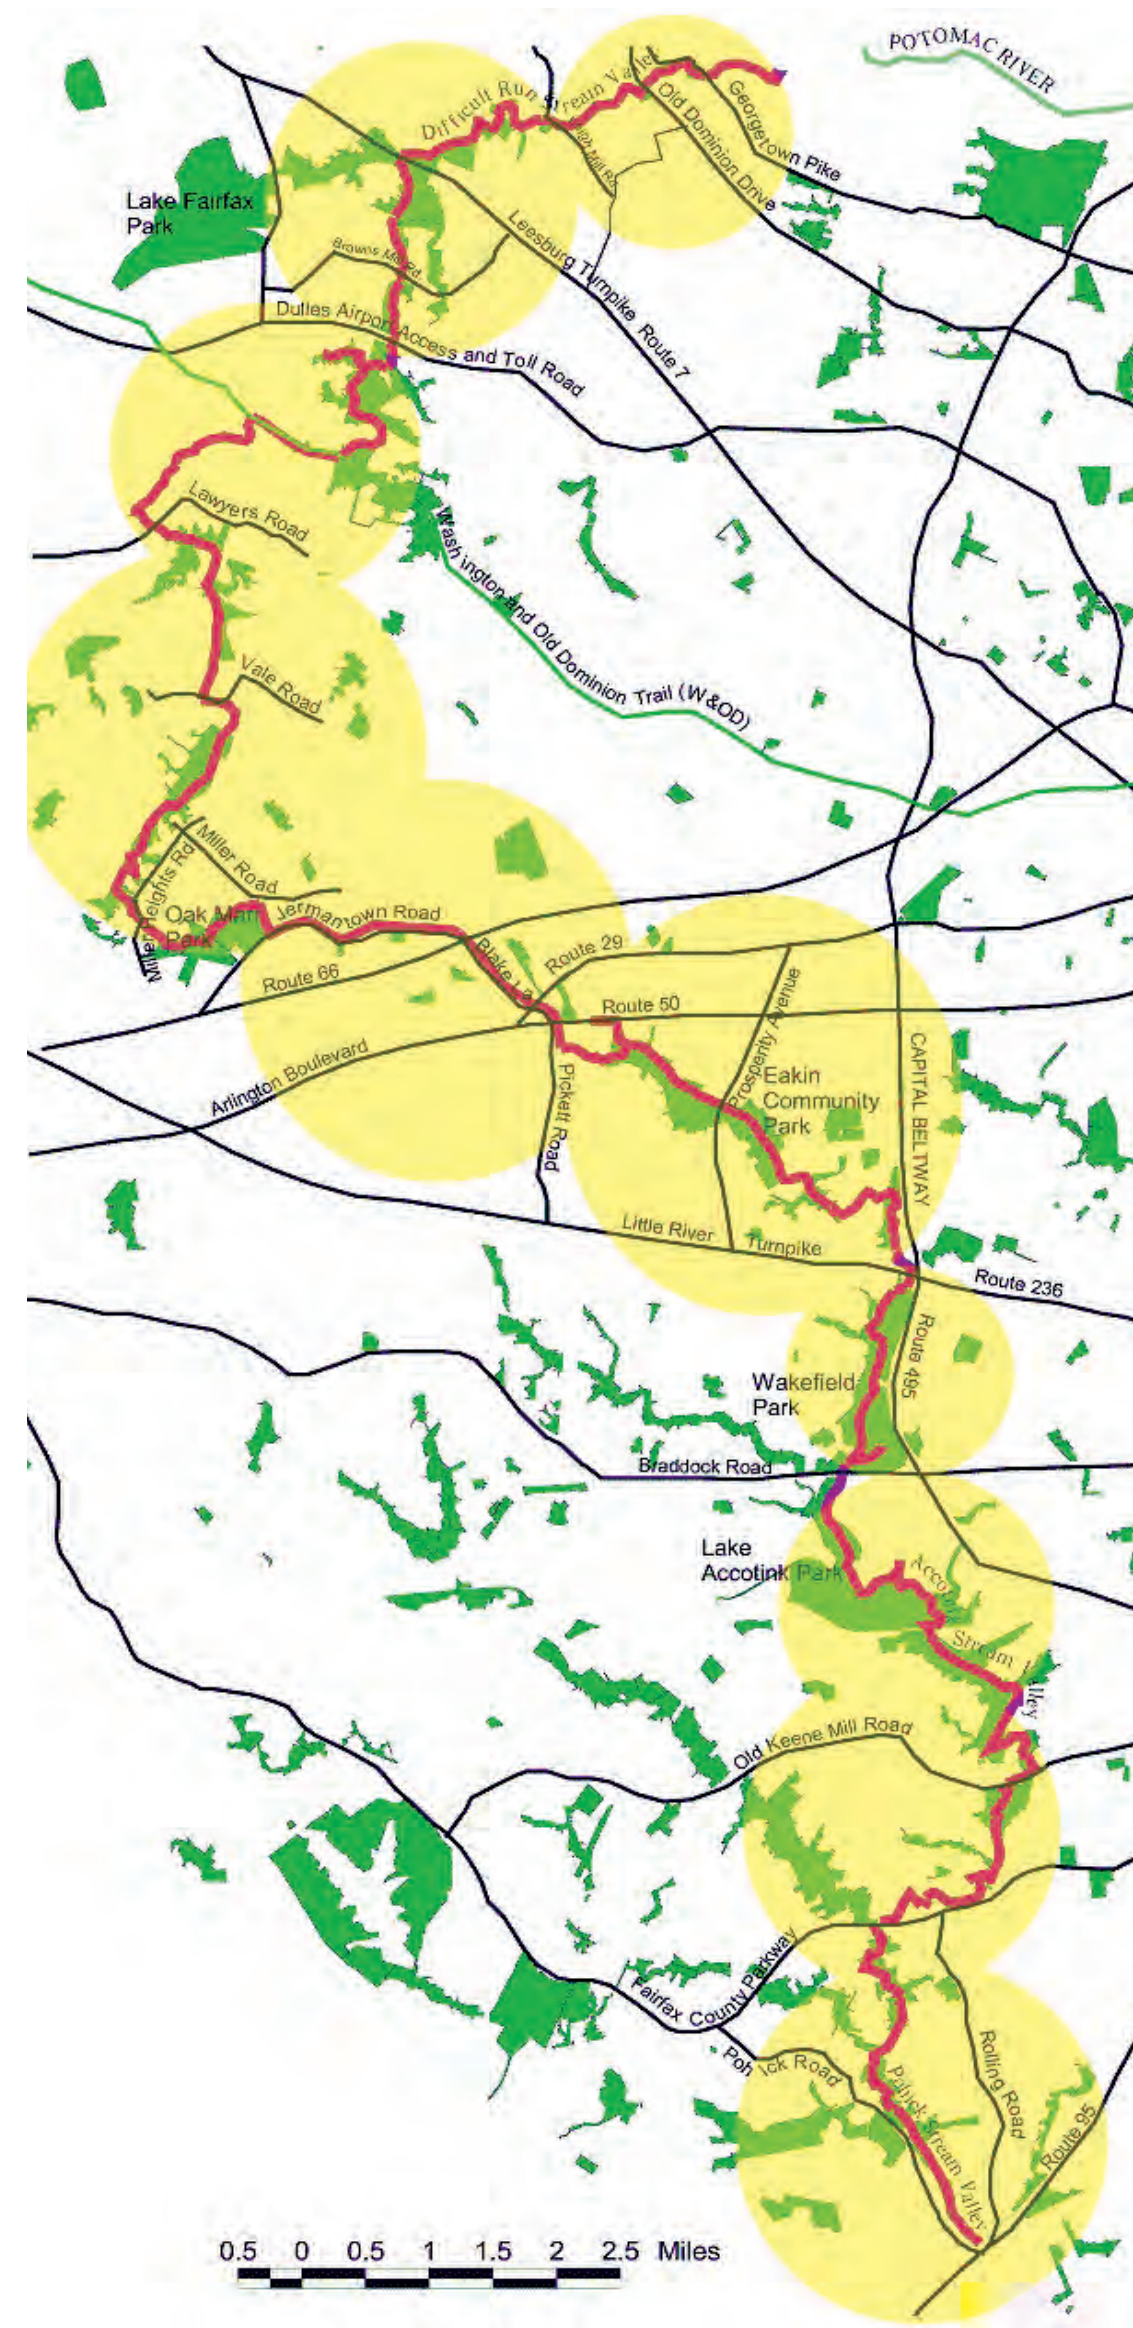 POTOMAC RIVER
Difficult Run Stream Valley
Georgetown Pike
Old Dominion Drive
Lake Fairfax
Park
Leesburg Turnpike Route 7
Browns Mill Rd.
Dulles Airport Access and Toll Road
Lawyers Road
Washington and Old Dominion Trail (W&OD)
Vale Road
Miller Road
Miller Heights Rd
Oak Marr
Park
Jermantown Road
Blake Ln
Route 29
Route 66
Route 50
Prosperity Avenue
Arlington Boulevard
Pickett Road
Eakin
Community
Park
CAPITAL BELTWAY
Little River Turnpike
Route 236
Route 495
Wakefield
Park
Braddock Road
Lake
Accotink Park
Accotink Stream Valley
Old Keene Mill Road
Fairfax County Parkway
Pohick Road
Rolling Road
Pohick Stream Valley
Route 95
0.5 0 0.5 1 1.5 2 2.5 Miles